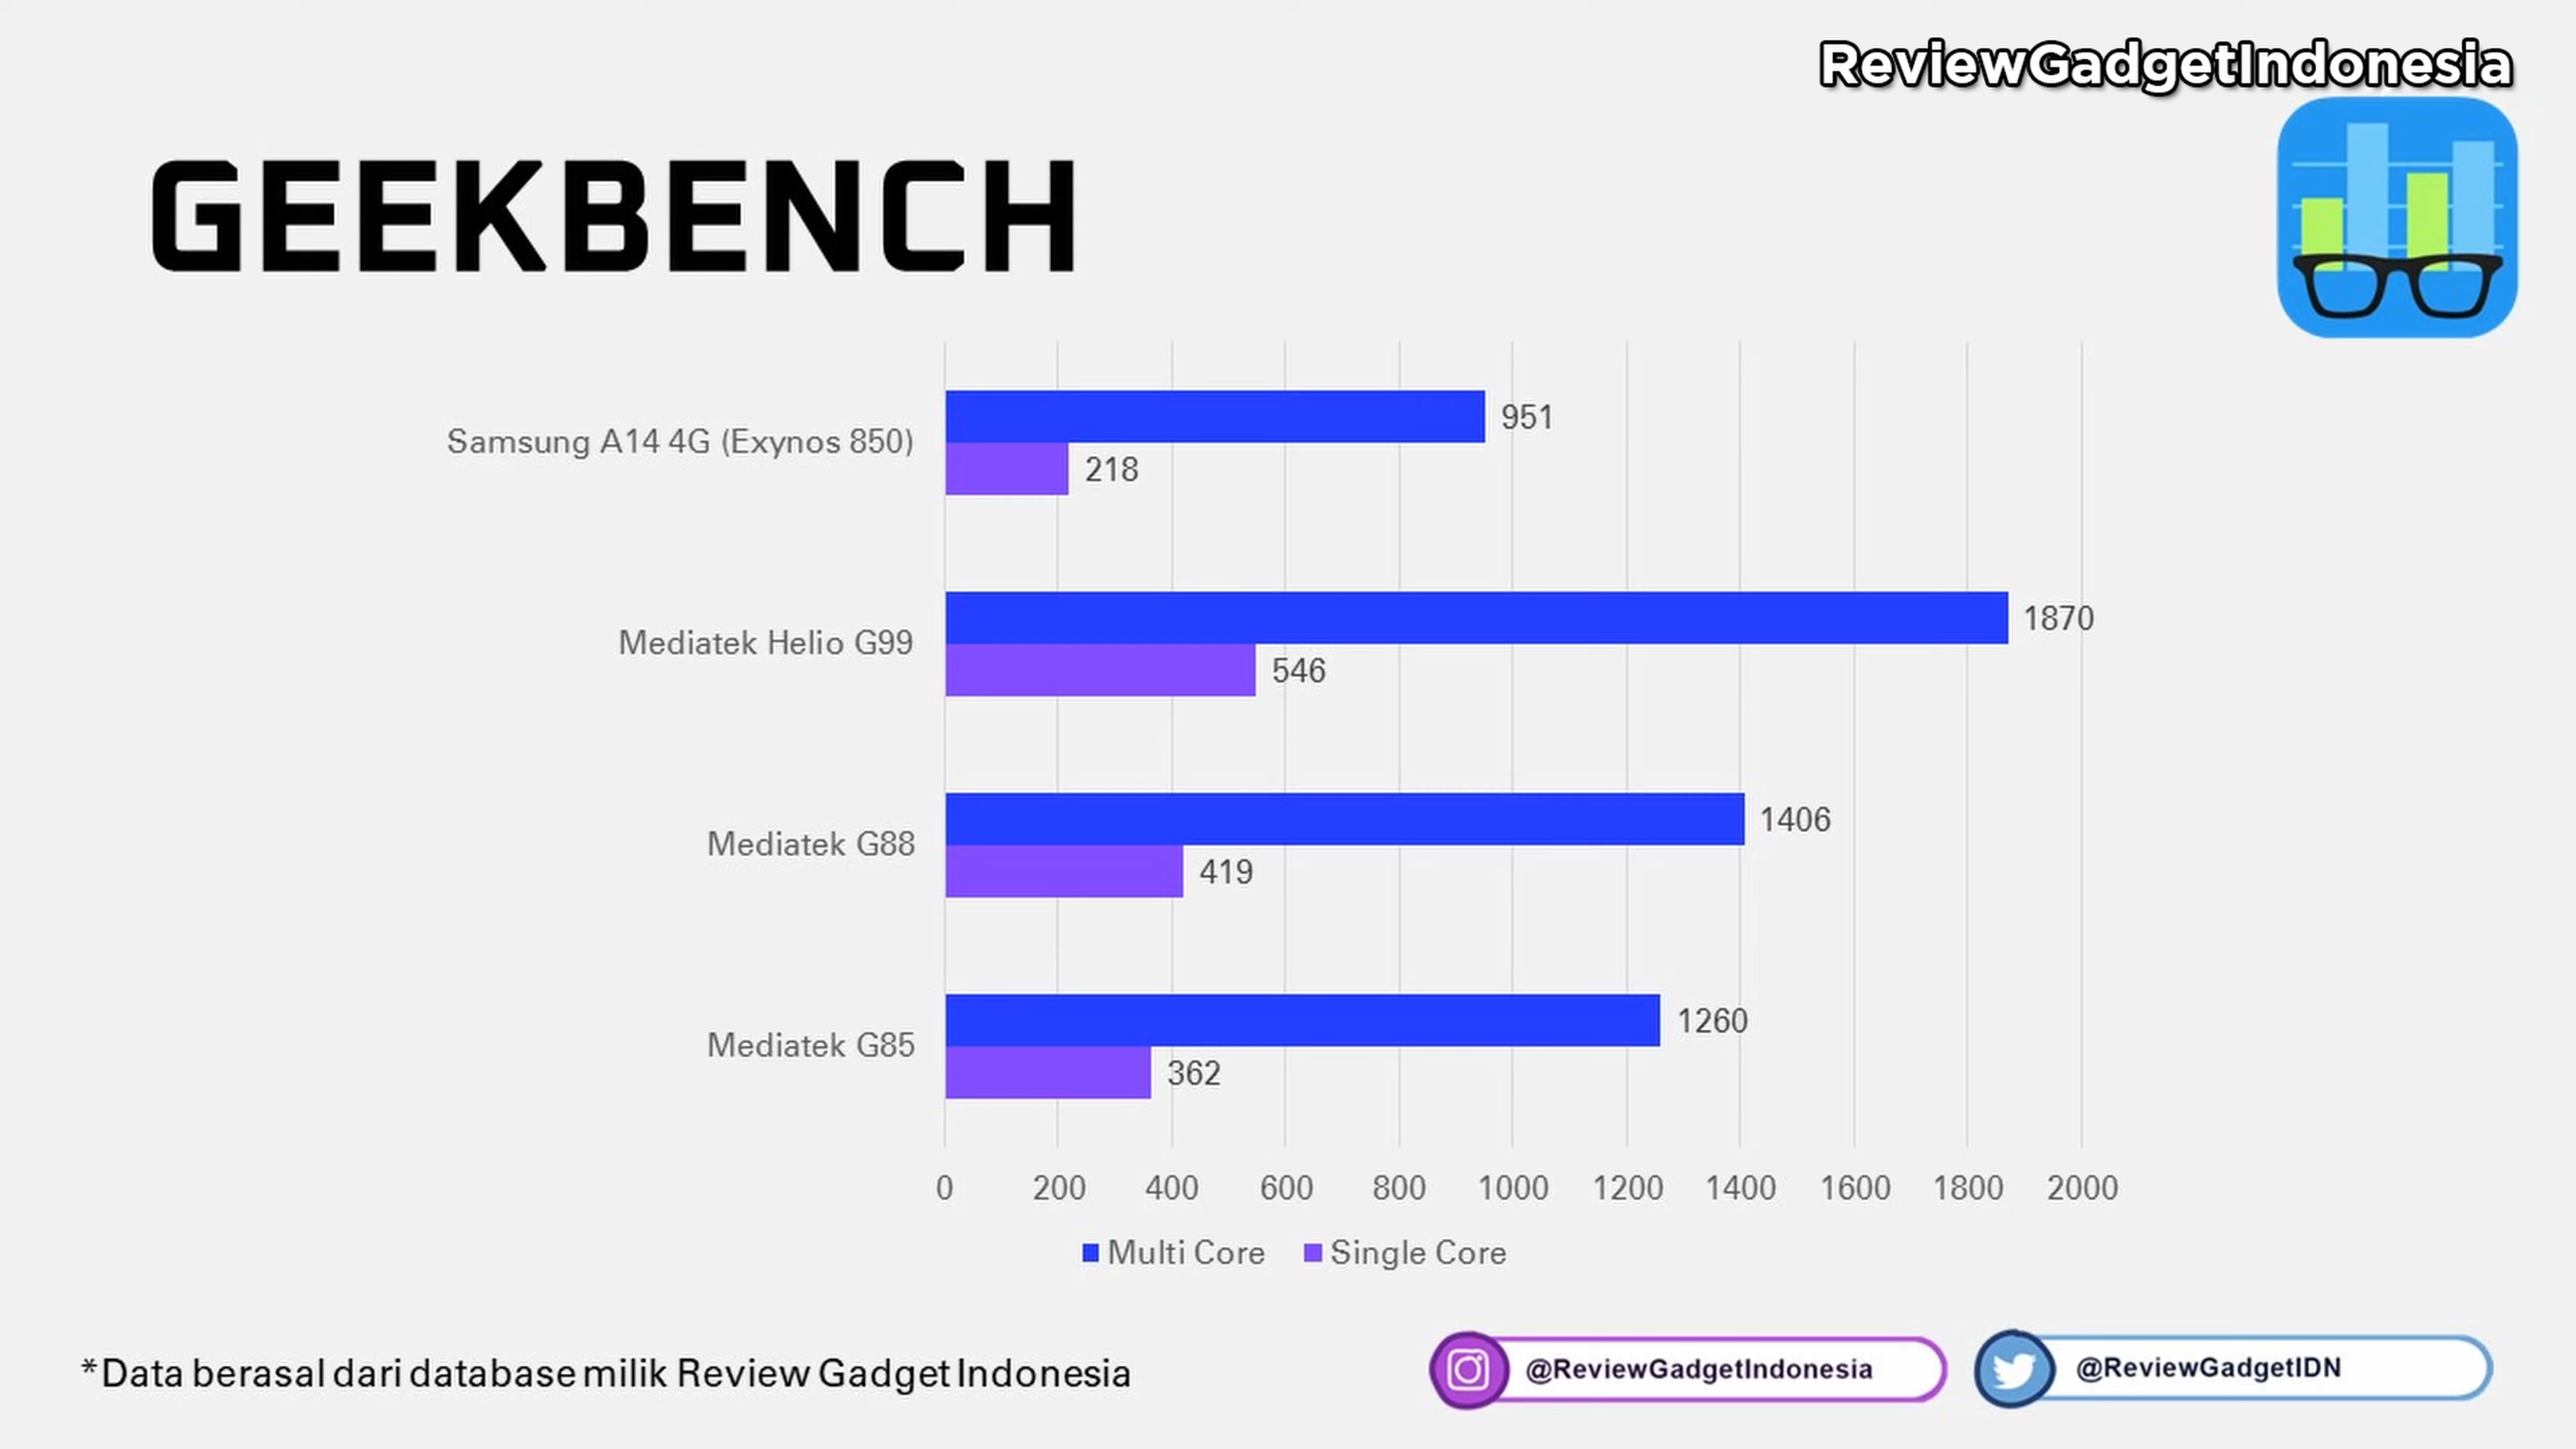 ReviewGadgetIndonesia
GEEKBENCH
Samsung A14 4G (Exynos 850)
951
218
Mediatek Helio G99
1870
546
Mediatek G88
1406
419
Mediatek G85
1260
362
0 200 400 600 800 1000 1200 1400 1600 1800 2000
Multi Core Single Core
*Data berasal dari database milik Review Gadget Indonesia
@ReviewGadgetIndonesia
@ReviewGadgetIDN